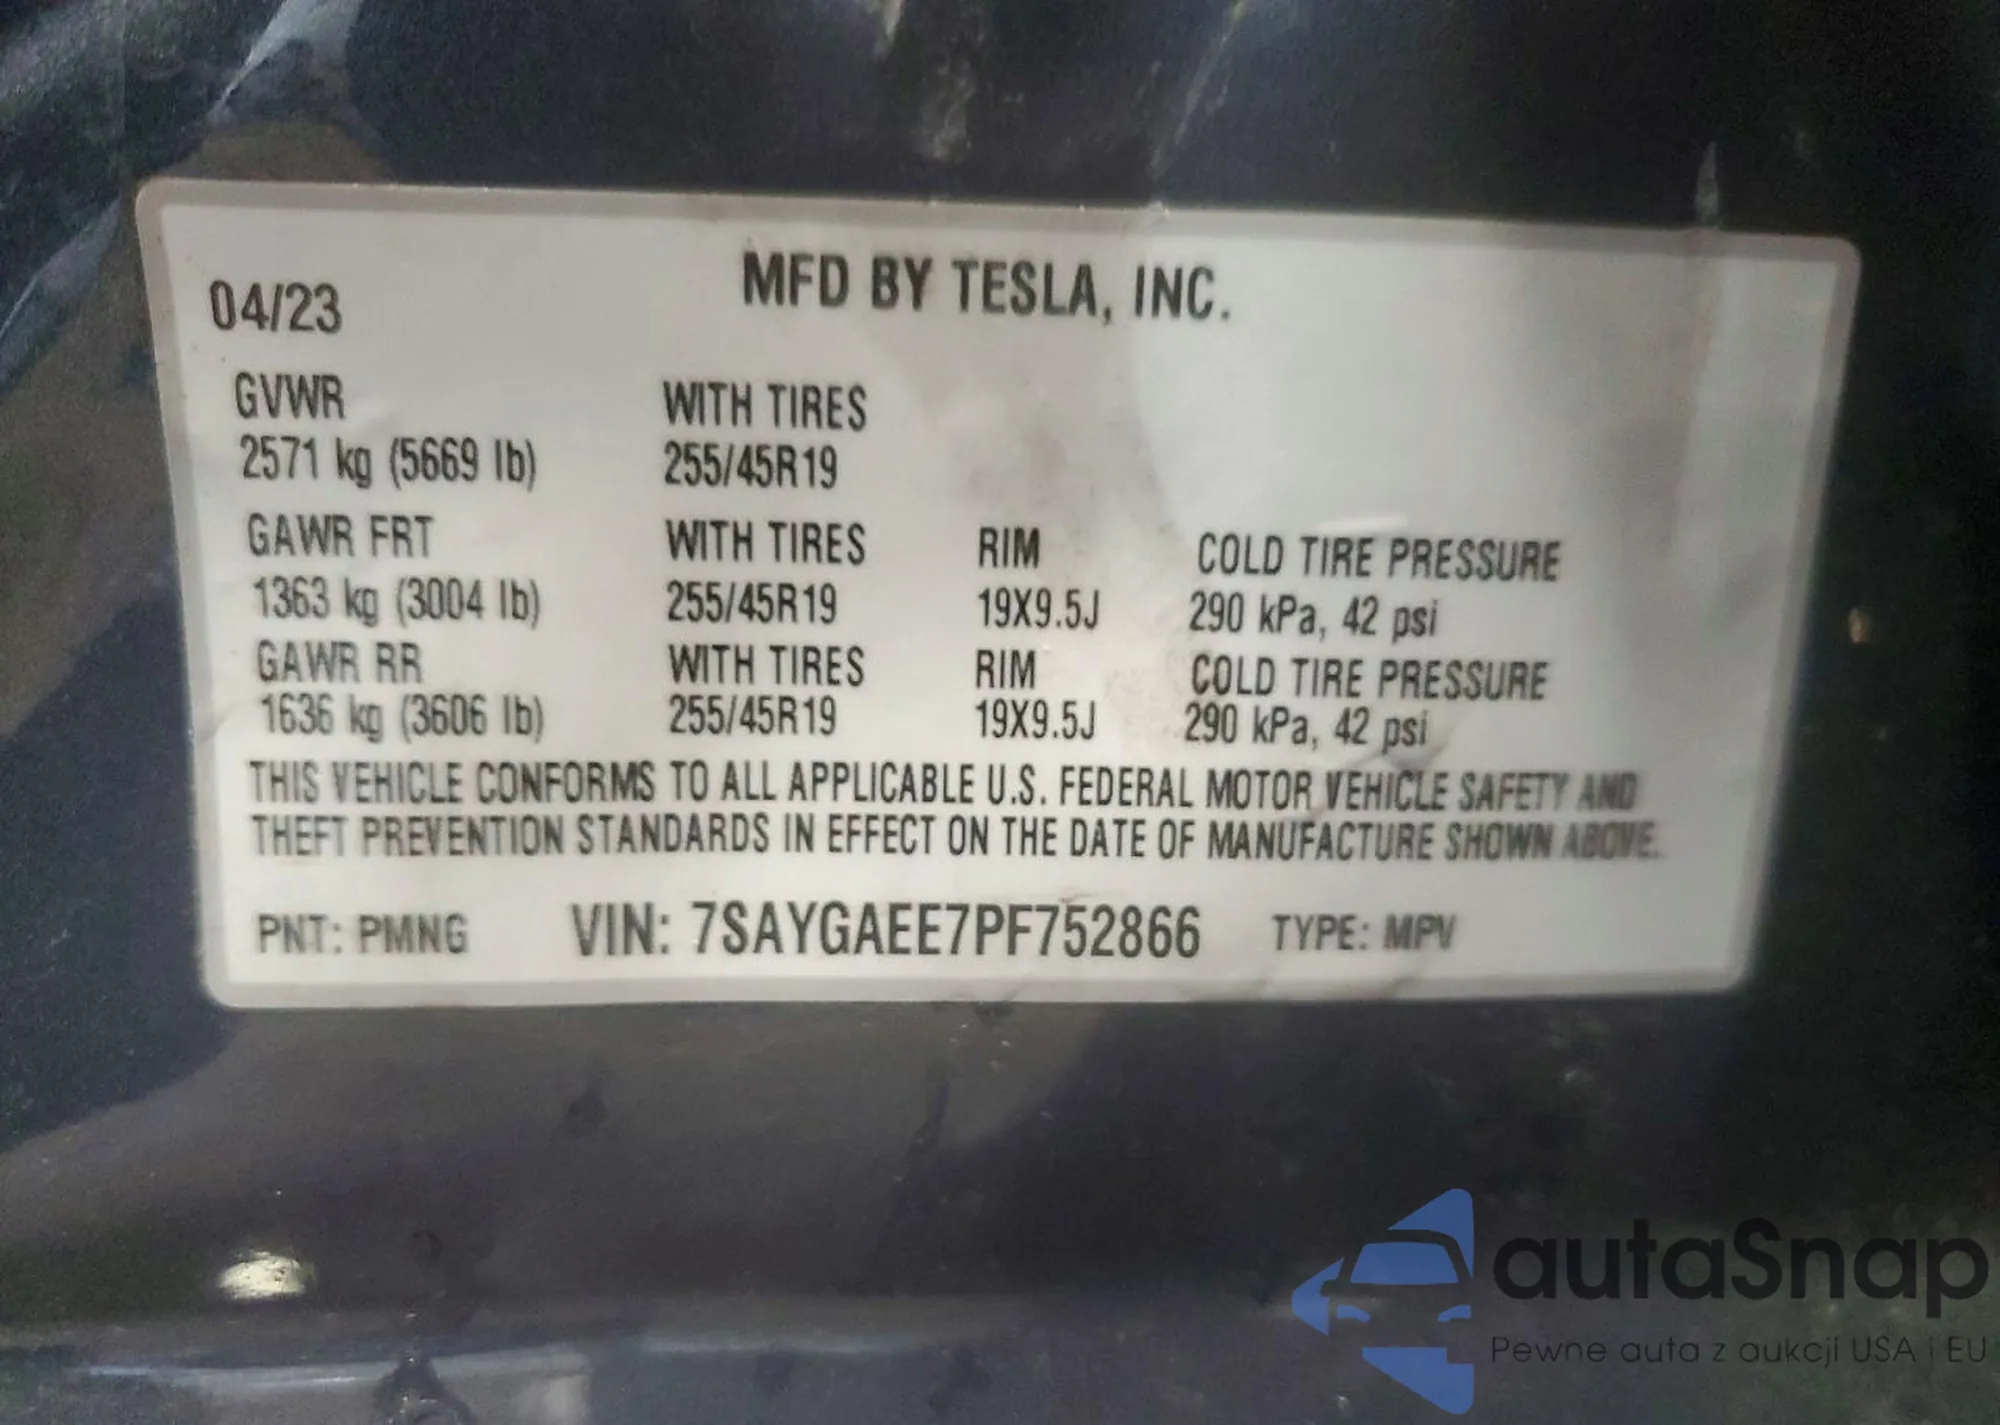 04/23 MFD BY TESLA, INC.
GVWR WITH TIRES
2571 kg (5669 lb) 255/45R19
GAWR FRT WITH TIRES RIM COLD TIRE PRESSURE
1363 kg (3004 lb) 255/45R19 19X9.5J 290 kPa, 42 psi
GAWR RR WITH TIRES RIM COLD TIRE PRESSURE
1636 kg (3606 lb) 255/45R19 19X9.5J 290 kPa, 42 psi
THIS VEHICLE CONFORMS TO ALL APPLICABLE U.S. FEDERAL MOTOR VEHICLE SAFETY AND
THEFT PREVENTION STANDARDS IN EFFECT ON THE DATE OF MANUFACTURE SHOWN ABOVE.
PNT: PMNG VIN: 7SAYGAEE7PF752866 TYPE: MPV
autaSnap
Pewne auta z aukcji USA i EU